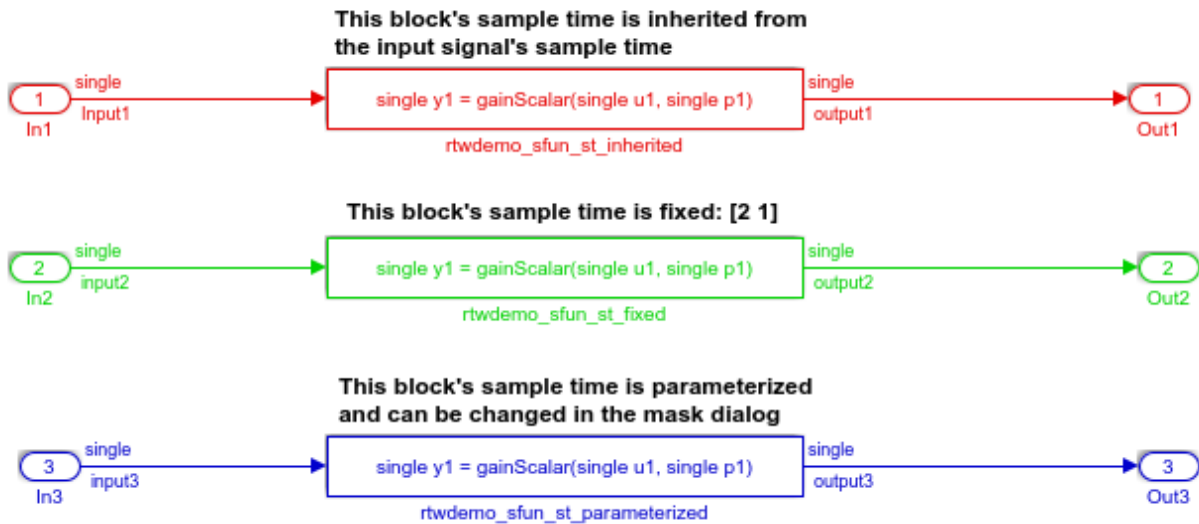 This block's sample time is inherited from
the input signal's sample time
single
single
1
single y1 = gainScalar(single u1, single p1)
1
Input1
output1
In1
Out1
rtwdemo_sfun_st_inherited
This block's sample time is fixed: [2 1]
single
single
2
single y1 = gainScalar(single u1, single p1)
2
input2
output2
In2
Out2
rtwdemo_sfun_st_fixed
This block's sample time is parameterized
and can be changed in the mask dialog
single
single
3
single y1 = gainScalar(single u1, single p1)
3
input3
output3
In3
Out3
rtwdemo_sfun_st_parameterized